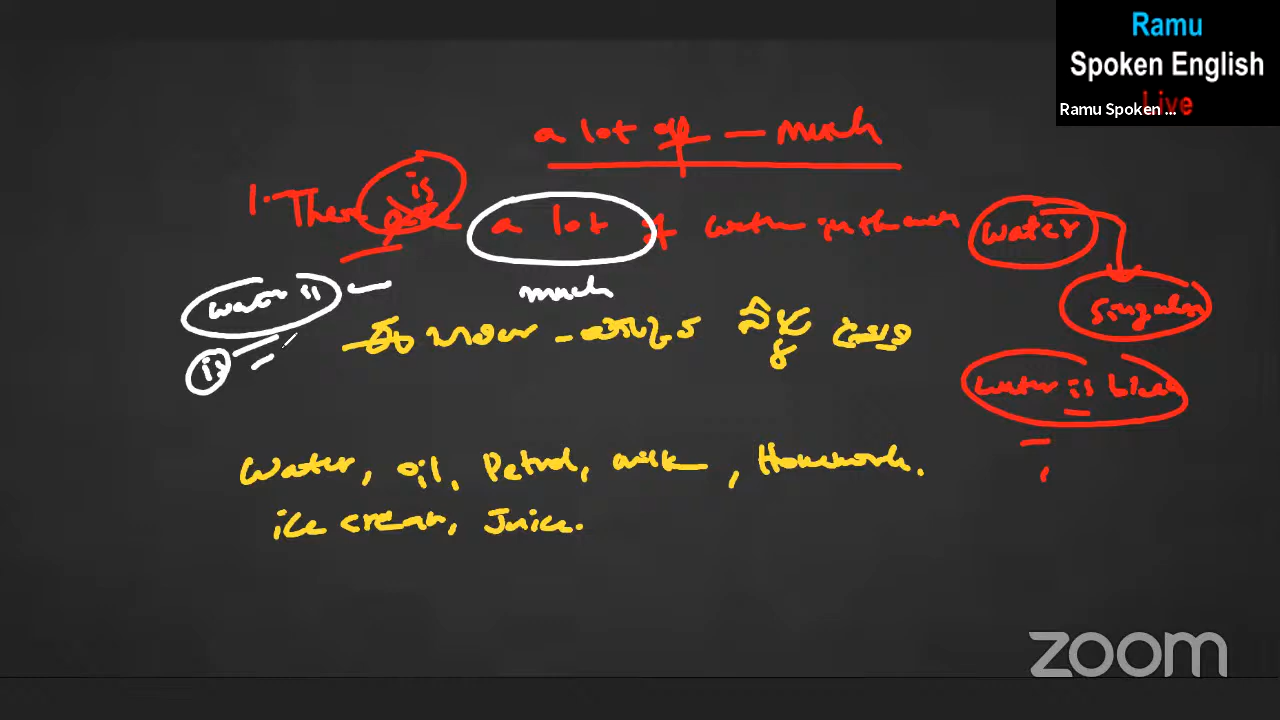 Ramu
Spoken English
Live
Ramu Spoken ...
a lot of — much
1. There is a lot of water in the
water
much
singular
water is
is
water is black
నీళ్ళు
Water, oil, Petrol, milk, Homework.
ice cream, Juice.
zoom